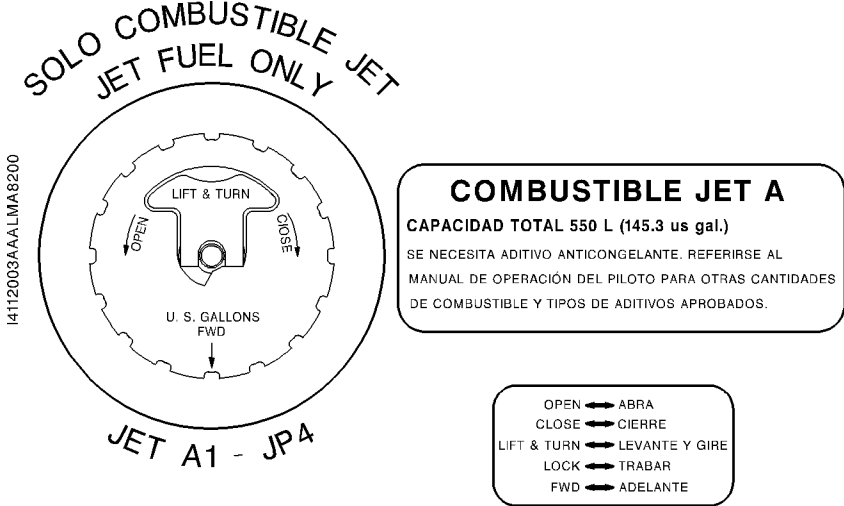 SOLO COMBUSTIBLE JET
JET FUEL ONLY
LIFT & TURN
OPEN
ClOSE
U. S. GALLONS
FWD
JET A1 - JP4
I4112003AAALMA8200
COMBUSTIBLE JET A
CAPACIDAD TOTAL 550 L (145.3 us gal.)
SE NECESITA ADITIVO ANTICONGELANTE. REFERIRSE AL
MANUAL DE OPERACIÓN DEL PILOTO PARA OTRAS CANTIDADES
DE COMBUSTIBLE Y TIPOS DE ADITIVOS APROBADOS.
OPEN ⟷ ABRA
CLOSE ⟷ CIERRE
LIFT & TURN ⟷ LEVANTE Y GIRE
LOCK ⟷ TRABAR
FWD ⟷ ADELANTE